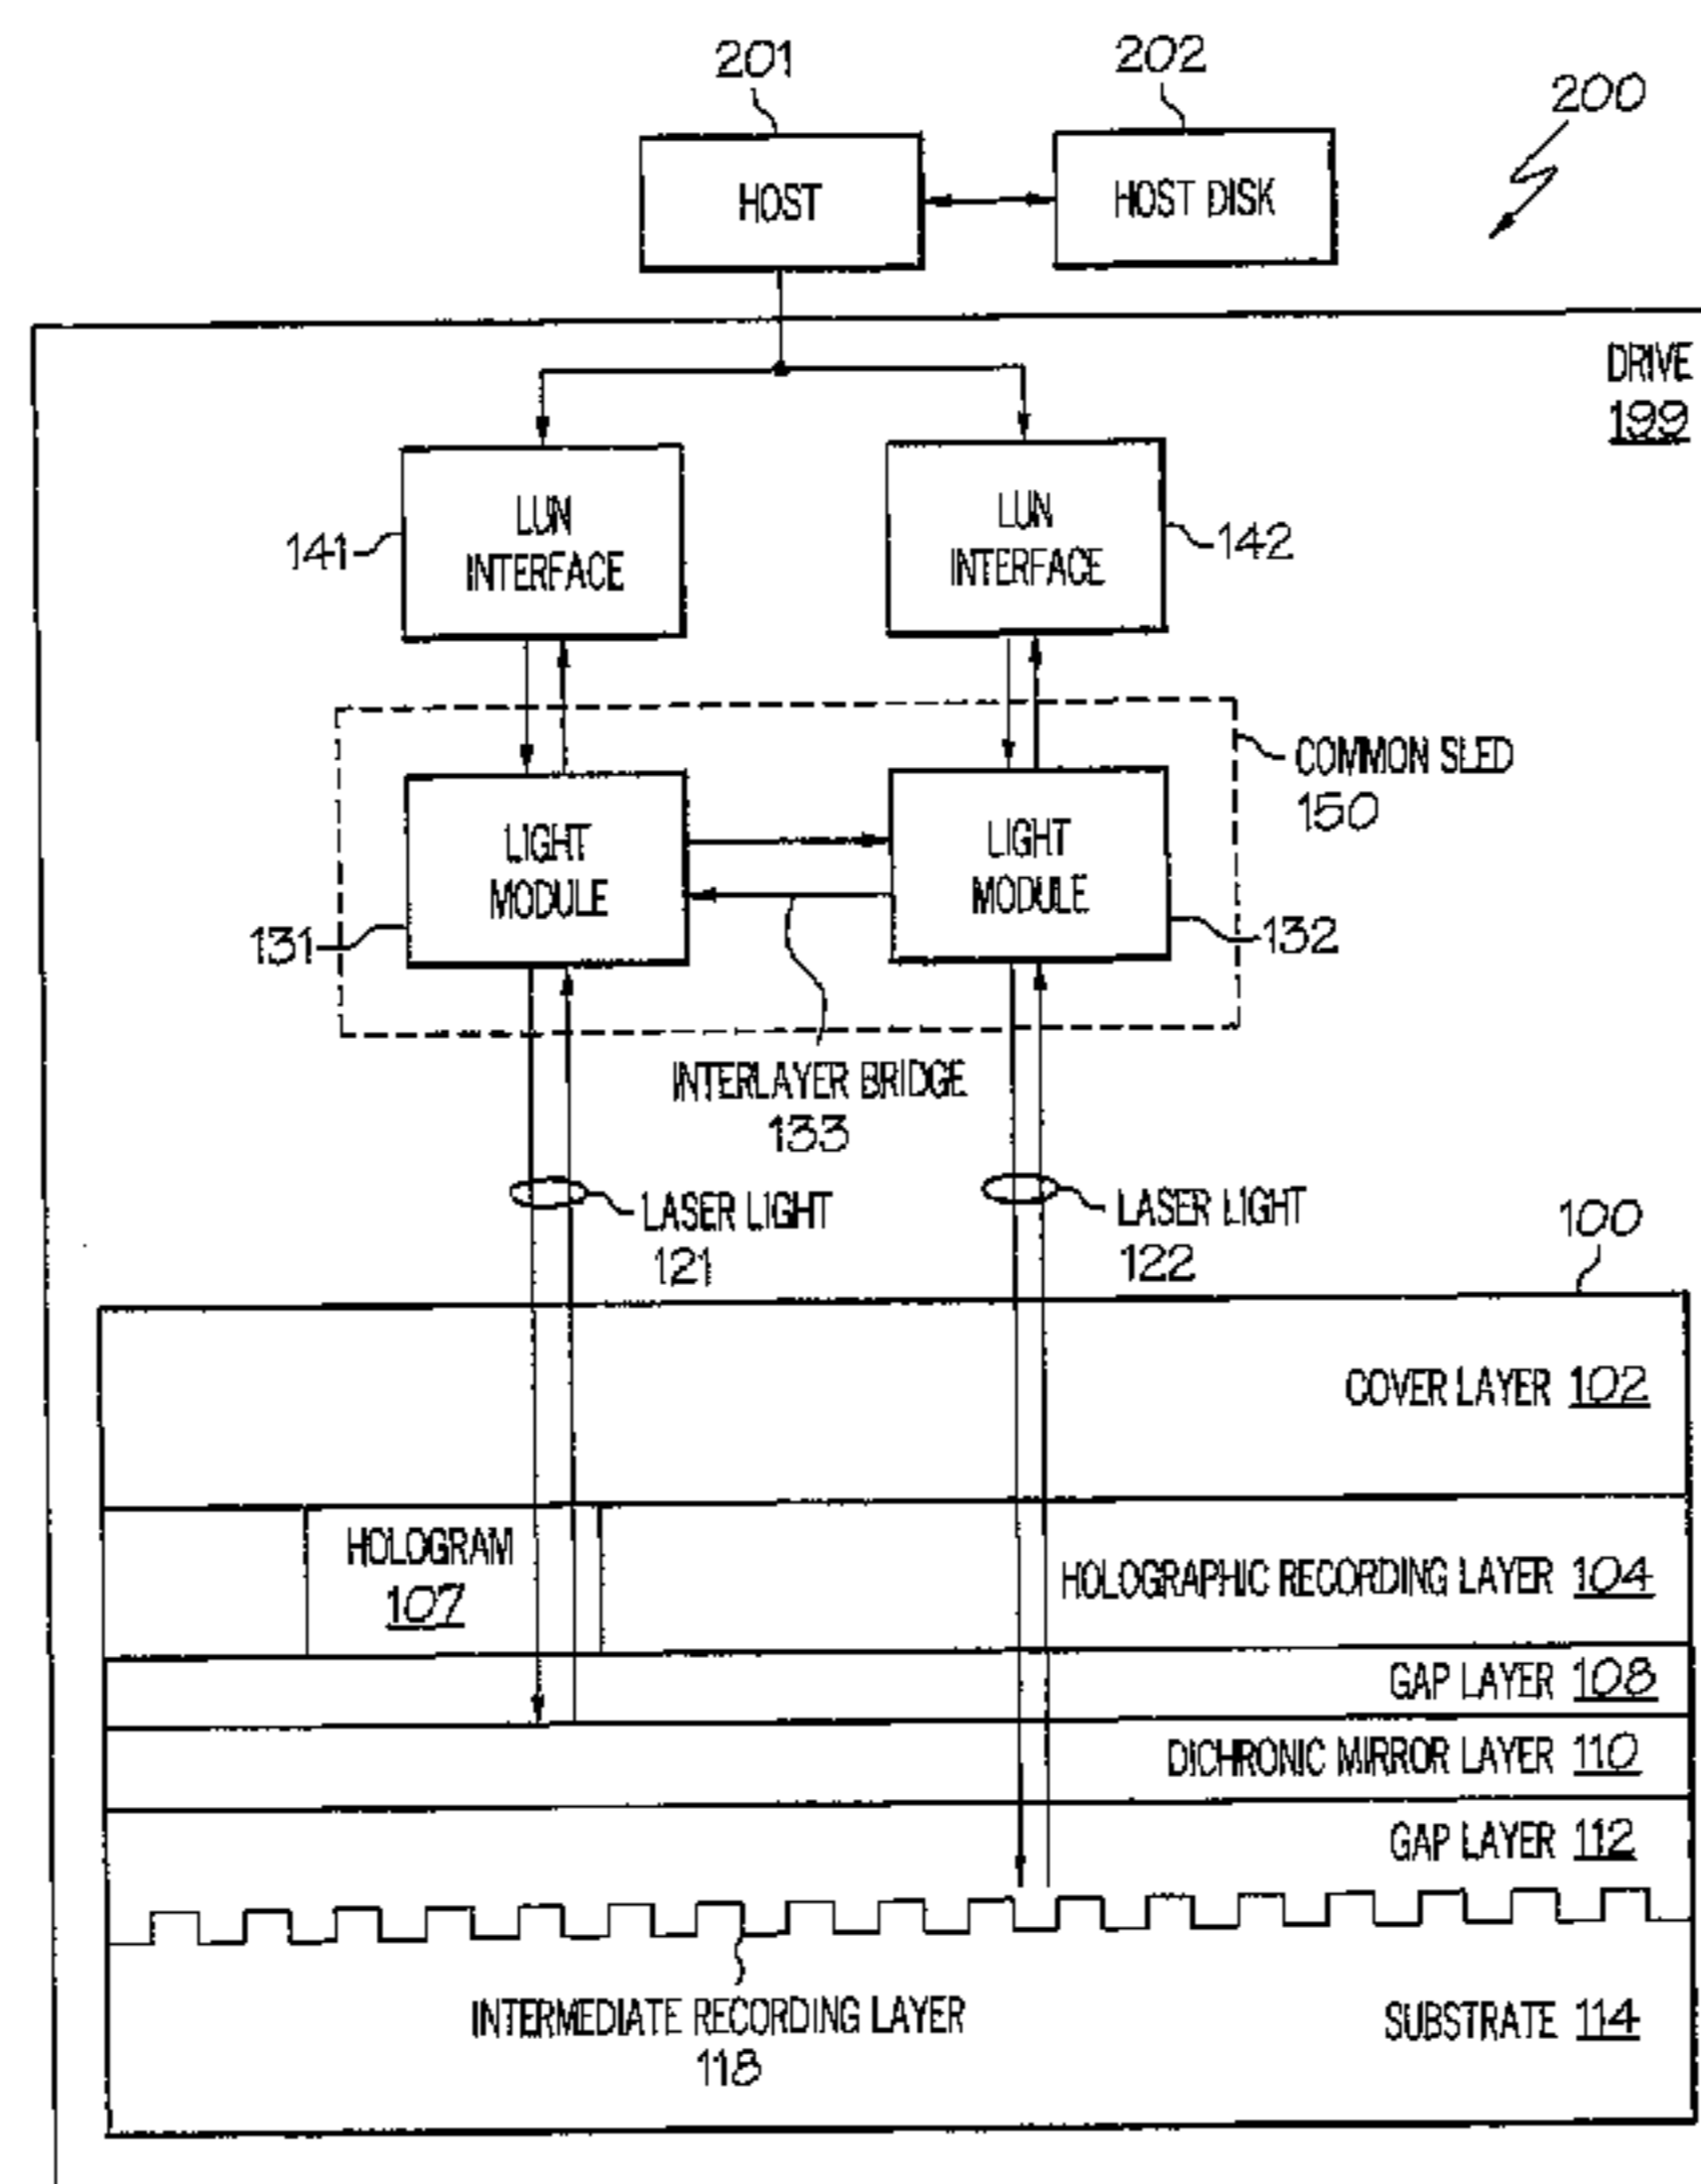 201
202
200
HOST
HOST DISK
DRIVE
199
LUN
INTERFACE
141
LUN
INTERFACE
142
COMMON SLED
150
LIGHT
MODULE
131
LIGHT
MODULE
132
INTERLAYER BRIDGE
133
LASER LIGHT
121
LASER LIGHT
122
100
COVER LAYER 102
HOLOGRAM
107
HOLOGRAPHIC RECORDING LAYER 104
GAP LAYER 108
DICHRONIC MIRROR LAYER 110
GAP LAYER 112
INTERMEDIATE RECORDING LAYER
118
SUBSTRATE 114